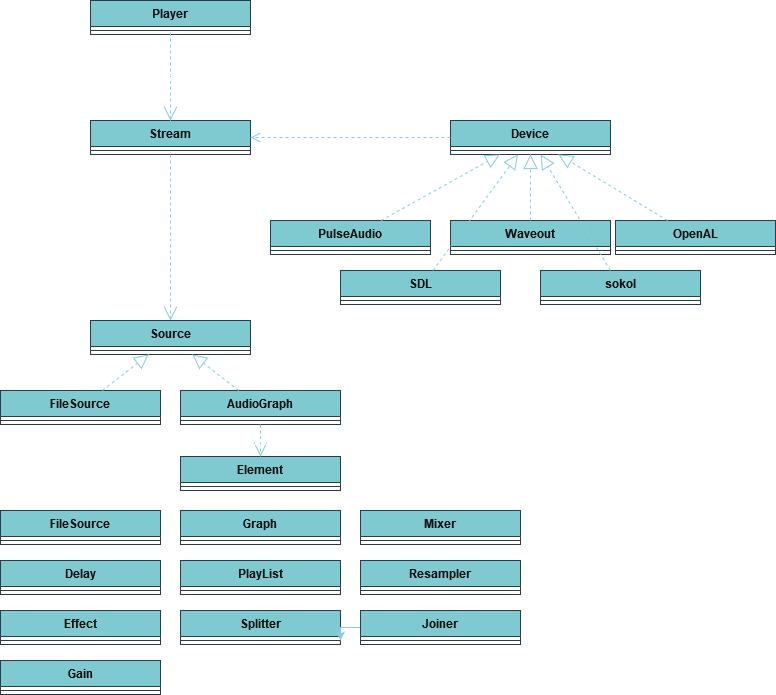 Player
Stream
Device
PulseAudio
Waveout
OpenAL
SDL
sokol
Source
FileSource
AudioGraph
Element
FileSource
Graph
Mixer
Delay
PlayList
Resampler
Effect
Splitter
Joiner
Gain